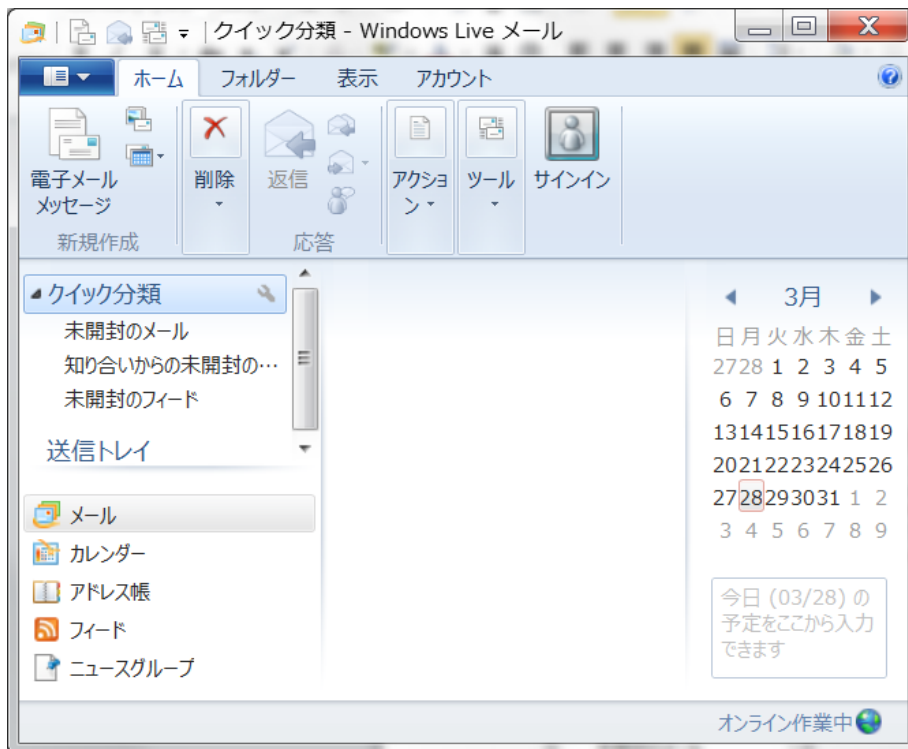 クイック分類 - Windows Live メール
ホーム フォルダー 表示 アカウント
電子メール
メッセージ
削除
返信
アクショ
ン
ツール
サインイン
新規作成
応答
クイック分類
未開封のメール
知り合いからの未開封の…
未開封のフィード
送信トレイ
メール
カレンダー
アドレス帳
フィード
ニュースグループ
3月
日 月 火 水 木 金 土
27 28 1 2 3 4 5
6 7 8 9 10 11 12
13 14 15 16 17 18 19
20 21 22 23 24 25 26
27 28 29 30 31 1 2
3 4 5 6 7 8 9
今日 (03/28) の
予定をここから入力
できます
オンライン作業中